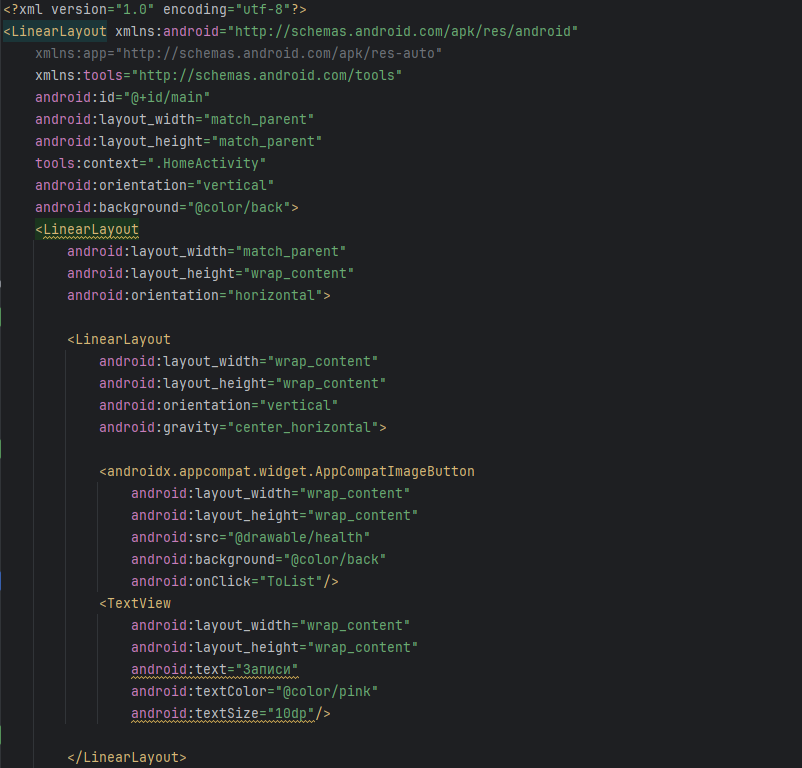 <?xml version="1.0" encoding="utf-8"?>
<LinearLayout xmlns:android="http://schemas.android.com/apk/res/android"
    xmlns:app="http://schemas.android.com/apk/res-auto"
    xmlns:tools="http://schemas.android.com/tools"
    android:id="@+id/main"
    android:layout_width="match_parent"
    android:layout_height="match_parent"
    tools:context=".HomeActivity"
    android:orientation="vertical"
    android:background="@color/back">
    <LinearLayout
        android:layout_width="match_parent"
        android:layout_height="wrap_content"
        android:orientation="horizontal">

        <LinearLayout
            android:layout_width="wrap_content"
            android:layout_height="wrap_content"
            android:orientation="vertical"
            android:gravity="center_horizontal">

            <androidx.appcompat.widget.AppCompatImageButton
                android:layout_width="wrap_content"
                android:layout_height="wrap_content"
                android:src="@drawable/health"
                android:background="@color/back"
                android:onClick="ToList"/>
            <TextView
                android:layout_width="wrap_content"
                android:layout_height="wrap_content"
                android:text="Записи"
                android:textColor="@color/pink"
                android:textSize="10dp"/>

        </LinearLayout>